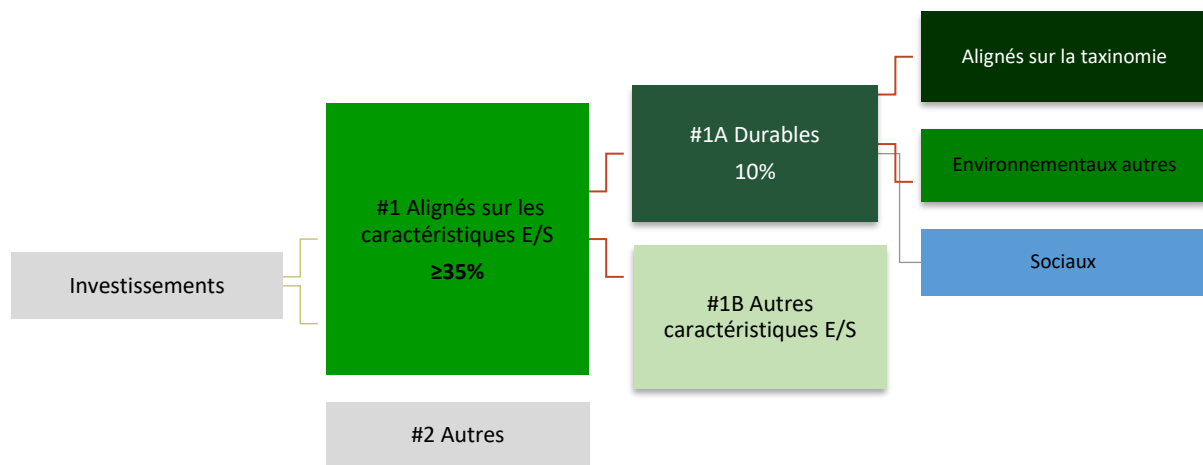 Investissements
#1 Alignés sur les
caractéristiques E/S
≥35%
#2 Autres
#1A Durables
10%
#1B Autres
caractéristiques E/S
Alignés sur la taxinomie
Environnementaux autres
Sociaux